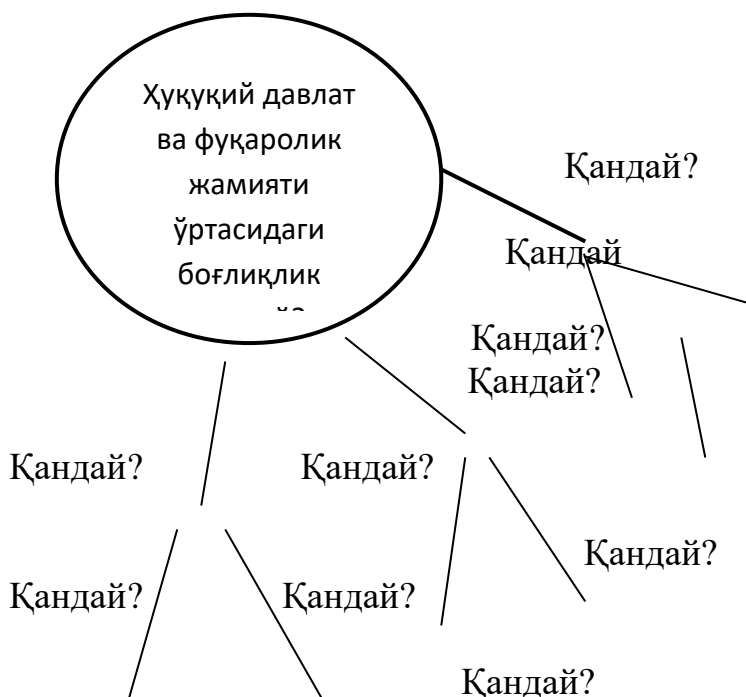 Ҳуқуқий давлат
ва фуқаролик
жамияти
ўртасидаги
боғлиқлик
Қандай?
Қандай
Қандай?
Қандай?
Қандай?
Қандай?
Қандай?
Қандай?
Қандай?
Қандай?